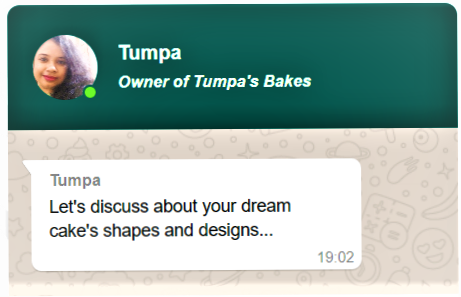 Tumpa
Owner of Tumpa's Bakes
Tumpa
Let's discuss about your dream
cake's shapes and designs...
19:02